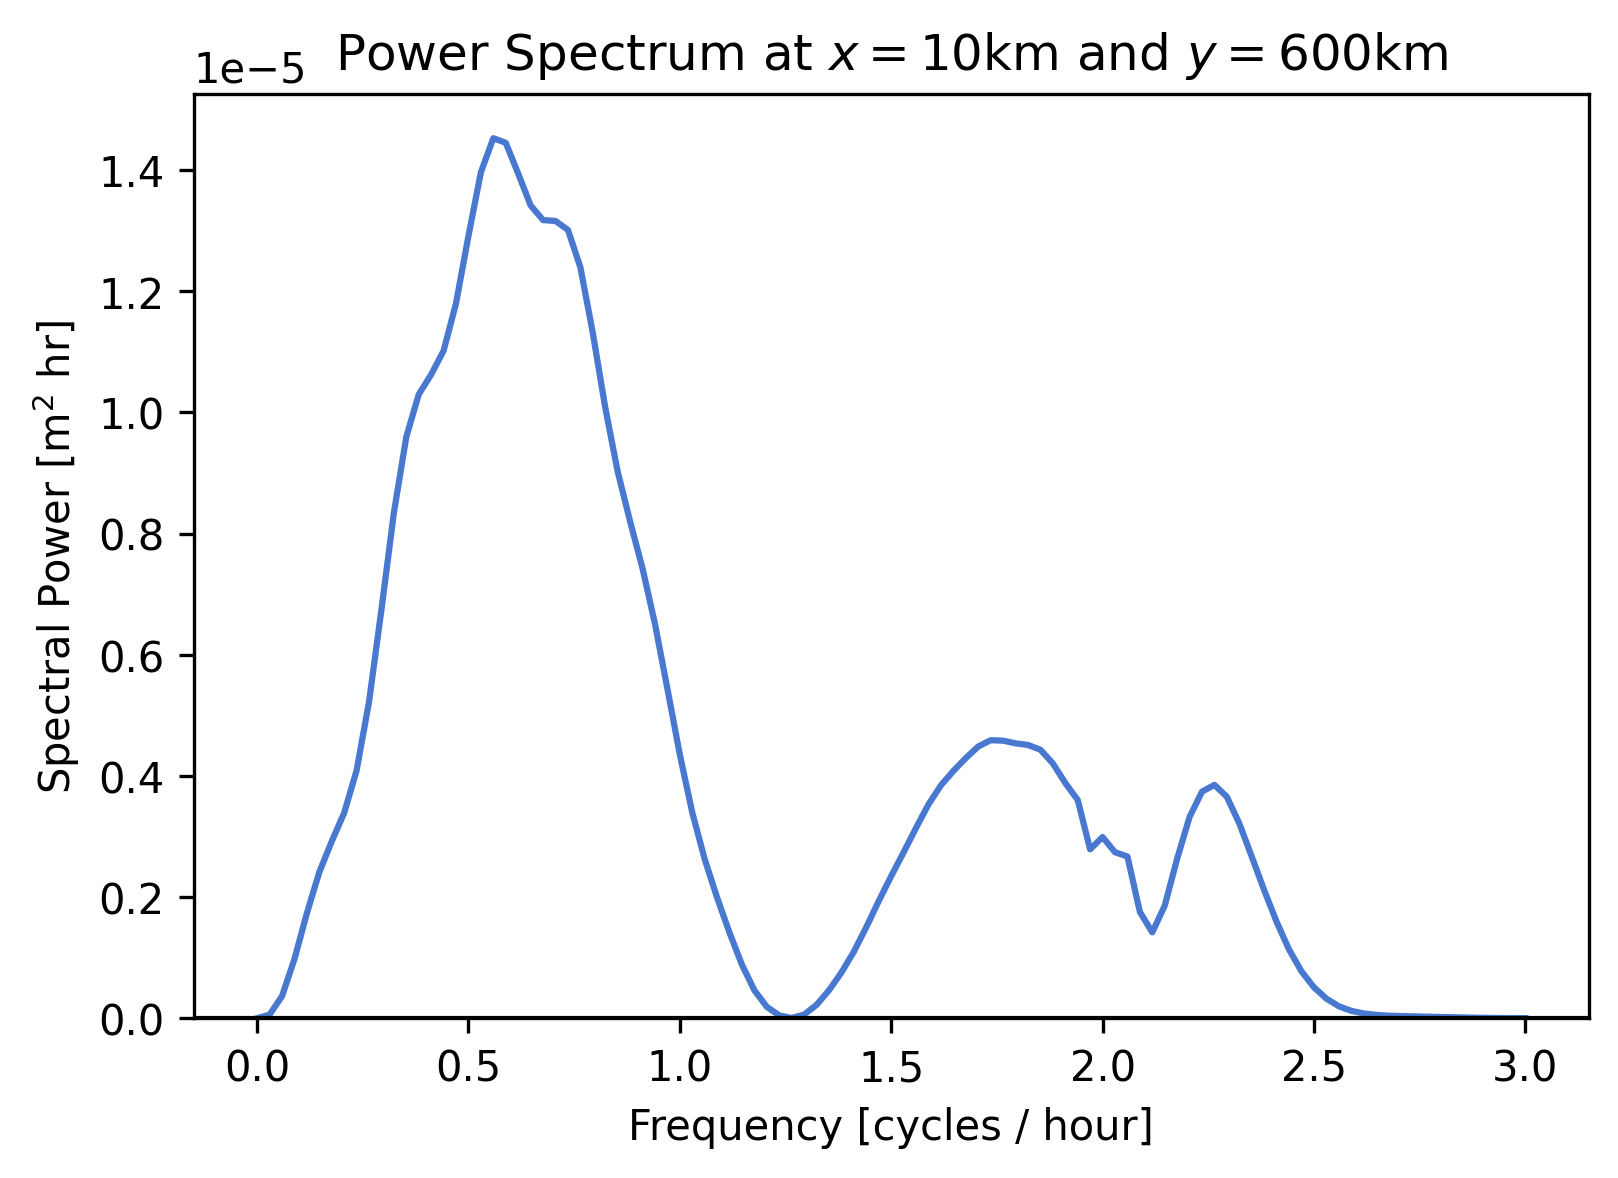 Power Spectrum at x = 10km and y = 600km
1e−5
1.4
1.2
1.0
0.8
0.6
0.4
0.2
0.0
Spectral Power [m² hr]
0.0 0.5 1.0 1.5 2.0 2.5 3.0
Frequency [cycles / hour]